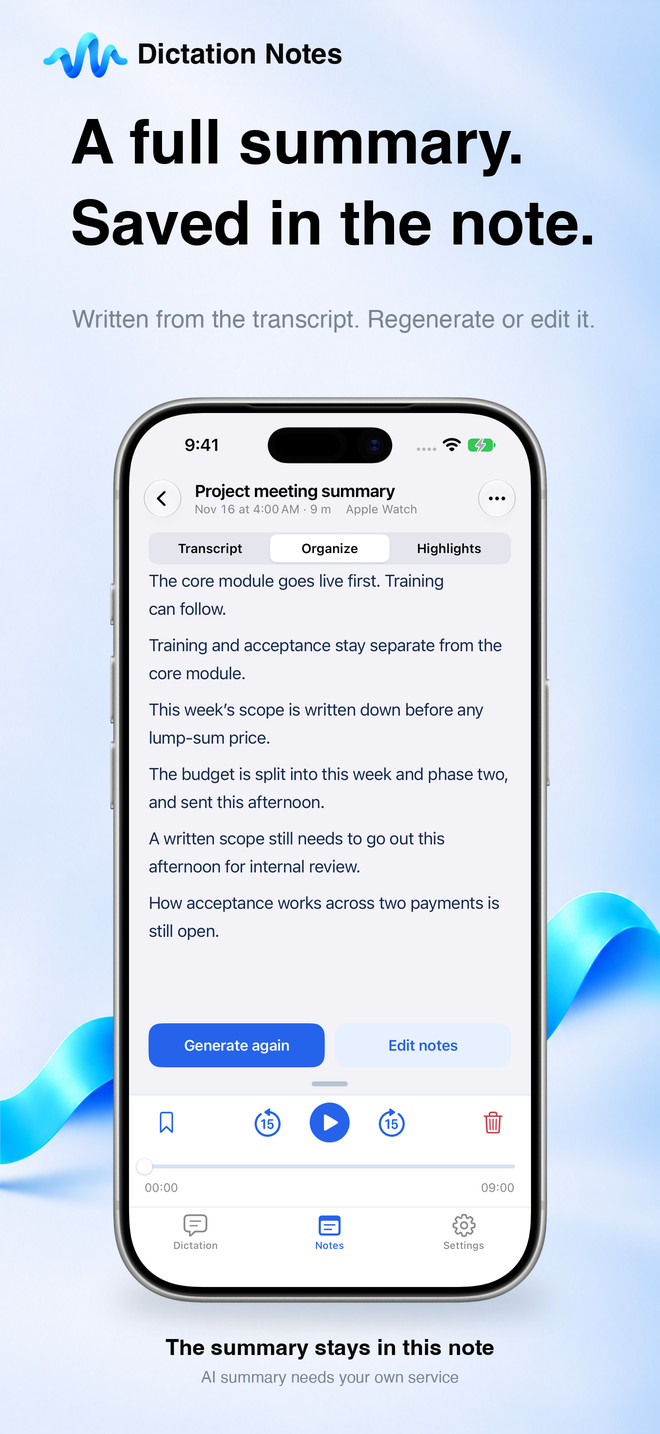 Dictation Notes
A full summary.
Saved in the note.
Written from the transcript. Regenerate or edit it.
9:41
Project meeting summary
Nov 16 at 4:00 AM · 9 m Apple Watch
Transcript Organize Highlights
The core module goes live first. Training
can follow.
Training and acceptance stay separate from the
core module.
This week’s scope is written down before any
lump-sum price.
The budget is split into this week and phase two,
and sent this afternoon.
A written scope still needs to go out this
afternoon for internal review.
How acceptance works across two payments is
still open.
Generate again Edit notes
15 15
00:00 09:00
Dictation Notes Settings
The summary stays in this note
AI summary needs your own service